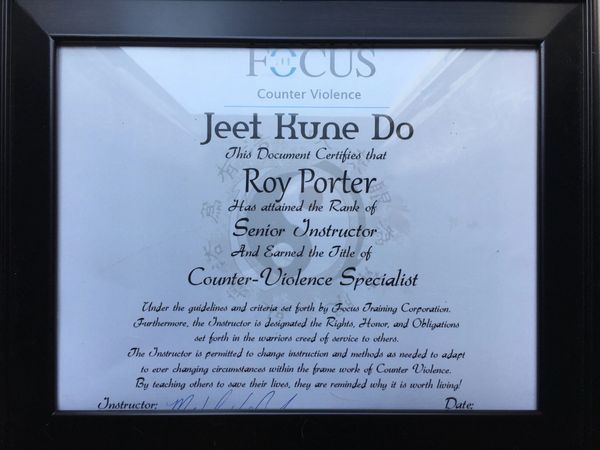 FOCUS
Counter Violence
Jeet Kune Do
This Document Certifies that
Roy Porter
Has attained the Rank of
Senior Instructor
And Earned the Title of
Counter-Violence Specialist
Under the guidelines and criteria set forth by Focus Training Corporation.
Furthermore, the Instructor is designated the Rights, Honor, and Obligations
set forth in the warriors creed of service to others.
The Instructor is permitted to change instruction and methods as needed to adapt
to ever changing circumstances within the frame work of Counter Violence.
By teaching others to save their lives, they are reminded why it is worth living!
Instructor: Date: